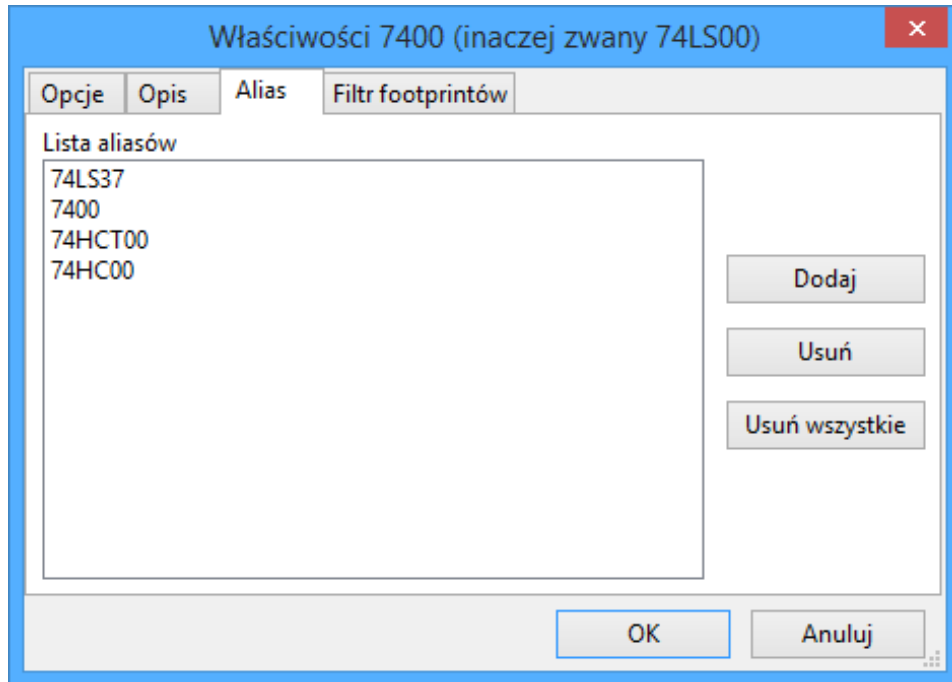 Właściwości 7400 (inaczej zwany 74LS00)
Opcje Opis Alias Filtr footprintów
Lista aliasów
74LS37
7400
74HCT00
74HC00
Dodaj
Usuń
Usuń wszystkie
OK Anuluj